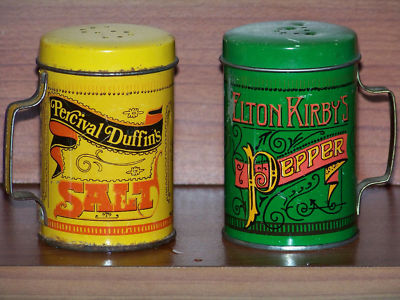 Percival Duffin's
SALT
ELTON KIRBY'S
PEPPER